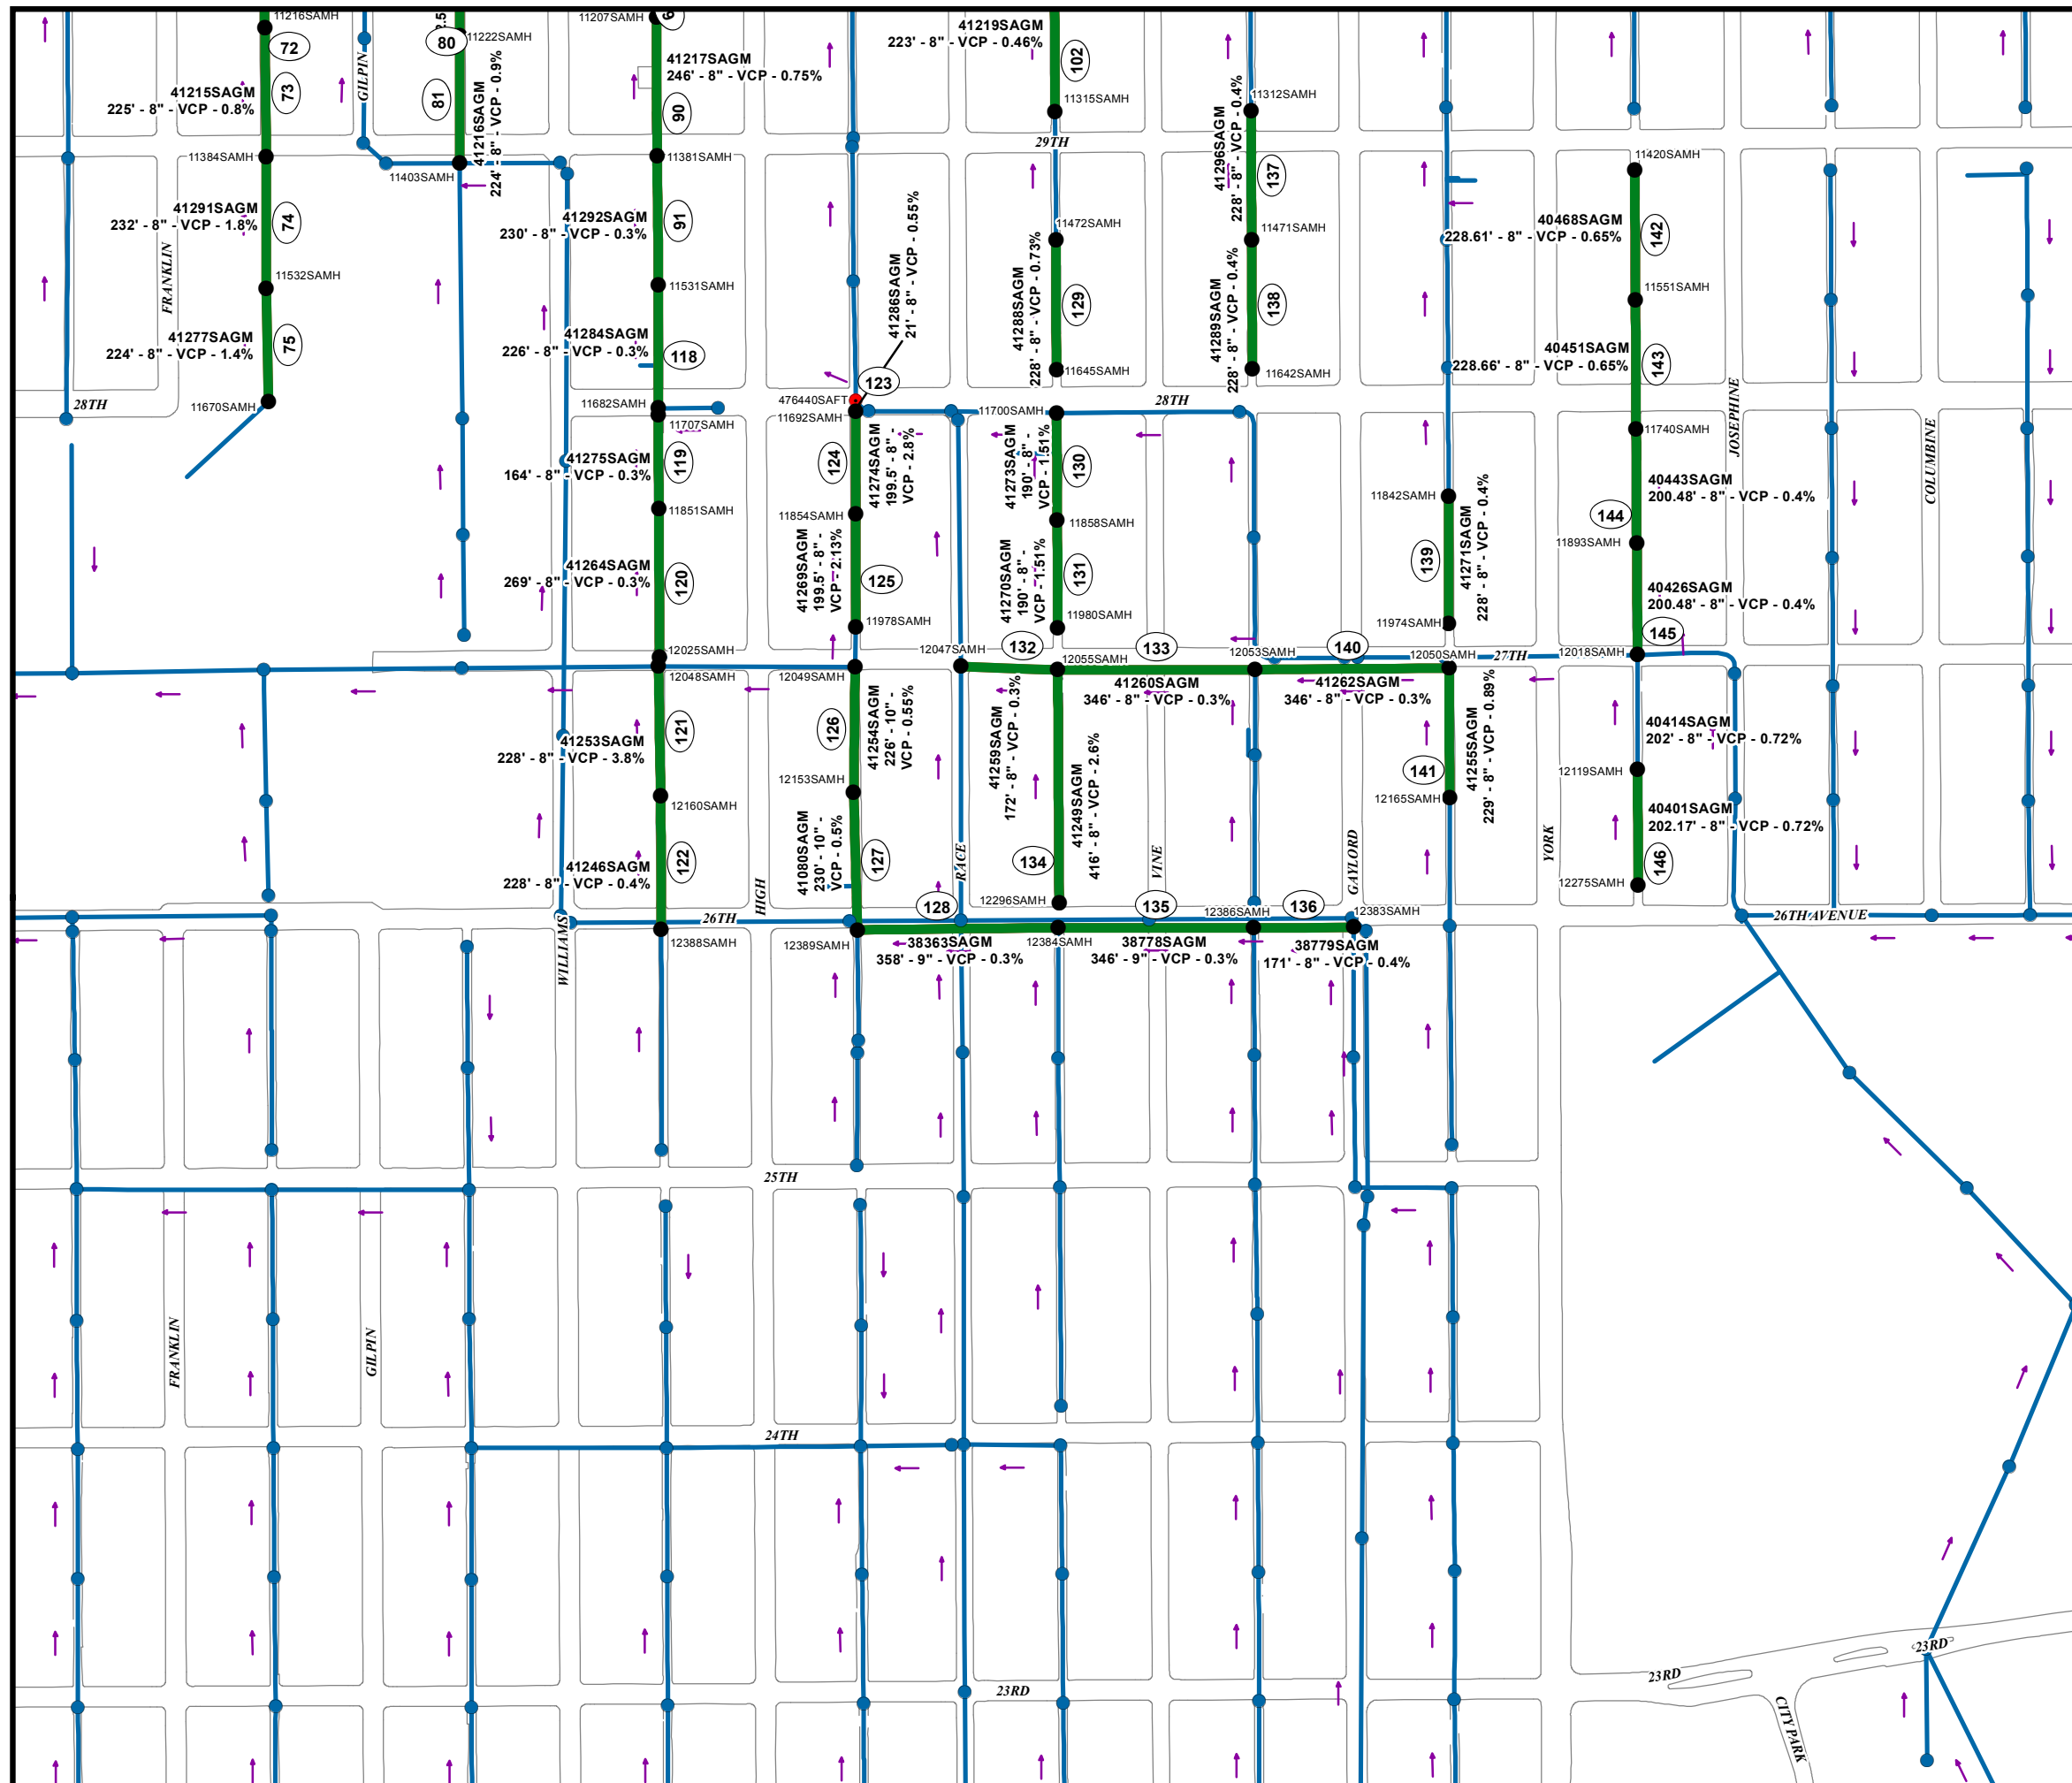 11216SAMH
72
GILPIN
80
11222SAMH
11207SAMH
41217SAGM
246' - 8" - VCP - 0.75%
41219SAGM
223' - 8" - VCP - 0.46%
102
41215SAGM
225' - 8" - VCP - 0.8%
73
81
41216SAGM
224' - 8" - VCP - 0.9%
90
11315SAMH
11312SAMH
29TH
11384SAMH
11403SAMH
11381SAMH
11420SAMH
41296SAGM
228' - 8" - VCP - 0.4%
137
41291SAGM
232' - 8" - VCP - 1.8%
74
FRANKLIN
41292SAGM
230' - 8" - VCP - 0.3%
91
11472SAMH
11471SAMH
40468SAGM
228.61' - 8" - VCP - 0.65%
142
11532SAMH
11531SAMH
11551SAMH
41286SAGM
21' - 8" - VCP - 0.55%
41288SAGM
228' - 8" - VCP - 0.73%
129
41289SAGM
228' - 8" - VCP - 0.4%
138
41277SAGM
224' - 8" - VCP - 1.4%
75
41284SAGM
226' - 8" - VCP - 0.3%
118
123
11645SAMH
11642SAMH
40451SAGM
228.66' - 8" - VCP - 0.65%
143
28TH
11670SAMH
11682SAMH
11707SAMH
476440SAFT
11692SAMH
11700SAMH
28TH
11740SAMH
JOSEPHINE
COLUMBINE
41275SAGM
164' - 8" - VCP - 0.3%
119
124
41274SAGM
199.5' - 8" -
VCP - 2.8%
41273SAGM
190' - 8" -
VCP - 1.51%
130
11851SAMH
11854SAMH
11858SAMH
11842SAMH
40443SAGM
200.48' - 8" - VCP - 0.4%
144
11893SAMH
139
41271SAGM
228' - 8" - VCP - 0.4%
41264SAGM
269' - 8" - VCP - 0.3%
120
41269SAGM
199.5' - 8" -
VCP - 2.13%
125
41270SAGM
190' - 8" -
VCP - 1.51%
131
40426SAGM
200.48' - 8" - VCP - 0.4%
11978SAMH
11980SAMH
11974SAMH
145
12025SAMH
12047SAMH
132
133
140
12055SAMH
12053SAMH
12050SAMH
27TH
12018SAMH
12048SAMH
12049SAMH
41260SAGM
346' - 8" - VCP - 0.3%
41262SAGM
346' - 8" - VCP - 0.3%
121
126
41254SAGM
226' - 10" -
VCP - 0.55%
41259SAGM
172' - 8" - VCP - 0.3%
41255SAGM
229' - 8" - VCP - 0.89%
141
40414SAGM
202' - 8" - VCP - 0.72%
41253SAGM
228' - 8" - VCP - 3.8%
12153SAMH
12119SAMH
12160SAMH
12165SAMH
41249SAGM
416' - 8" - VCP - 2.6%
134
40401SAGM
202.17' - 8" - VCP - 0.72%
41246SAGM
228' - 8" - VCP - 0.4%
122
HIGH
41080SAGM
230' - 10" -
VCP - 0.5%
127
RACE
VINE
GAYLORD
YORK
146
12275SAMH
12296SAMH
128
135
136
26TH
12386SAMH
12383SAMH
26TH AVENUE
WILLIAMS
12388SAMH
12389SAMH
38363SAGM
358' - 9" - VCP - 0.3%
12384SAMH
38778SAGM
346' - 9" - VCP - 0.3%
38779SAGM
171' - 8" - VCP - 0.4%
25TH
FRANKLIN
GILPIN
24TH
23RD
23RD
23RD
CITY PARK